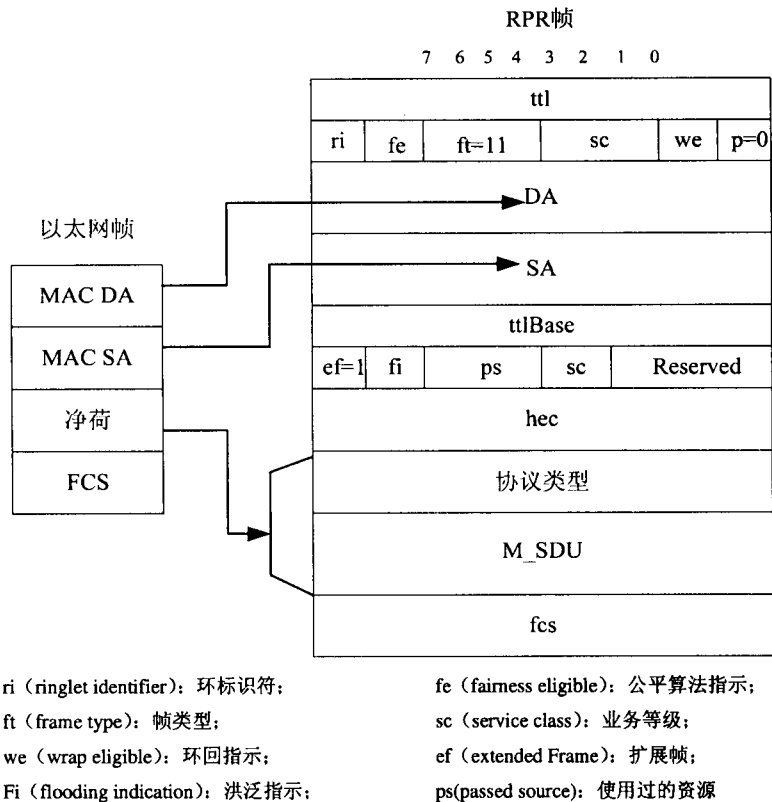 RPR帧
7 6 5 4 3 2 1 0
ttl
ri fe ft=11 sc we p=0
DA
以太网帧
SA
MAC DA
ttlBase
MAC SA
ef=1 fi ps sc Reserved
净荷
hec
FCS
协议类型
M_SDU
fcs
ri（ringlet identifier）：环标识符；
fe（fairness eligible）：公平算法指示；
ft（frame type）：帧类型；
sc（service class）：业务等级；
we（wrap eligible）：环回指示；
ef（extended Frame）：扩展帧；
Fi（flooding indication）：洪泛指示；
ps(passed source)：使用过的资源